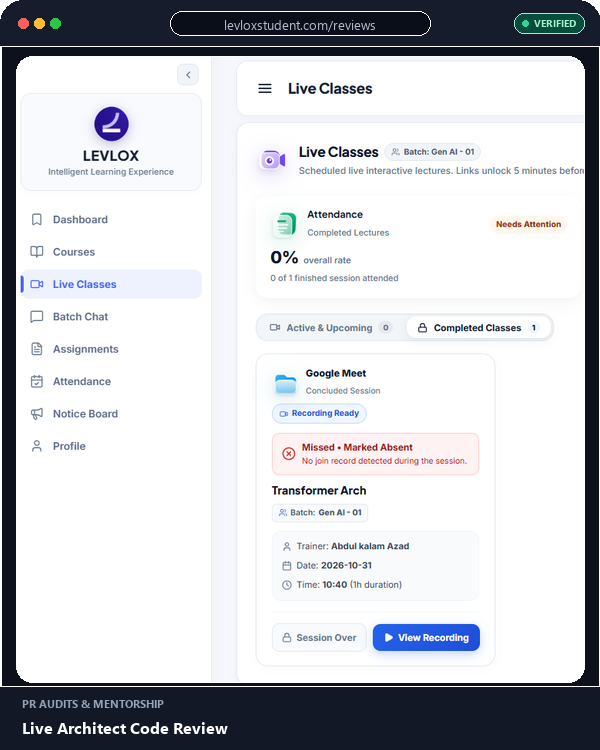 levloxstudent.com/reviews
VERIFIED
LEVLOX
Intelligent Learning Experience
Dashboard
Courses
Live Classes
Batch Chat
Assignments
Attendance
Notice Board
Profile
Live Classes
Live Classes
Batch: Gen AI - 01
Scheduled live interactive lectures. Links unlock 5 minutes before
Attendance
Completed Lectures
Needs Attention
0% overall rate
0 of 1 finished session attended
Active & Upcoming 0
Completed Classes 1
Google Meet
Concluded Session
Recording Ready
Missed • Marked Absent
No join record detected during the session.
Transformer Arch
Batch: Gen AI - 01
Trainer: Abdul kalam Azad
Date: 2026-10-31
Time: 10:40 (1h duration)
Session Over
View Recording
PR AUDITS & MENTORSHIP
Live Architect Code Review